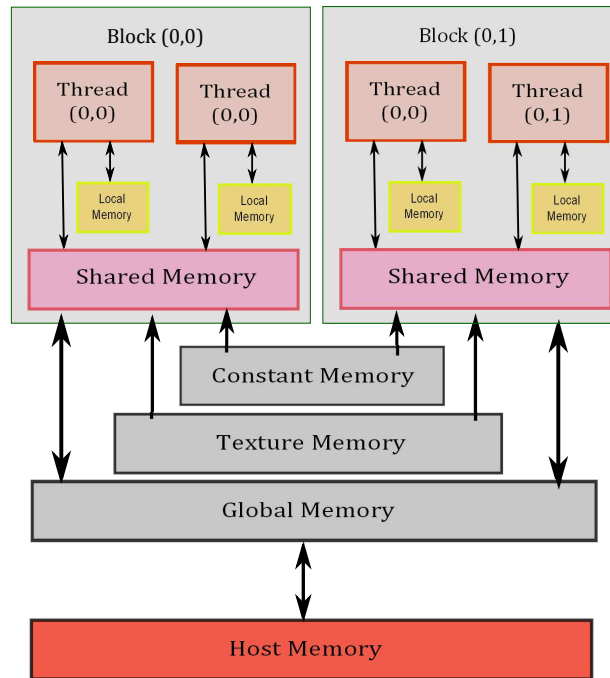 Block (0,0)
Block (0,1)
Thread
(0,0)
Thread
(0,0)
Thread
(0,0)
Thread
(0,1)
Local
Memory
Local
Memory
Local
Memory
Local
Memory
Shared Memory
Shared Memory
Constant Memory
Texture Memory
Global Memory
Host Memory